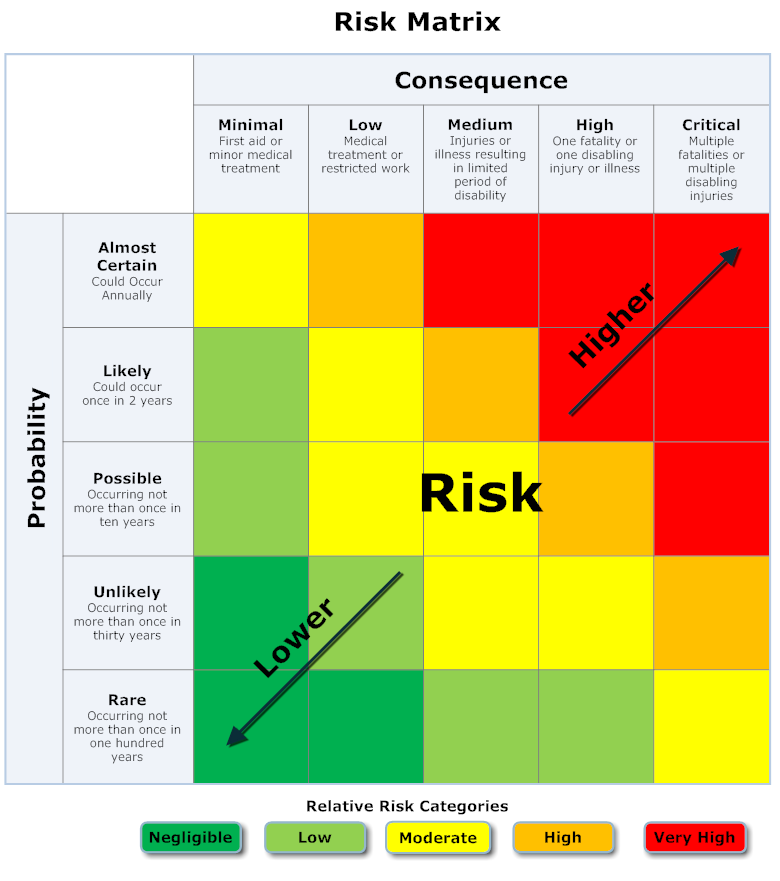 Risk Matrix
Consequence
Minimal
First aid or
minor medical
treatment
Low
Medical
treatment or
restricted work
Medium
Injuries or
illness resulting
in limited
period of
disability
High
One fatality or
one disabling
injury or illness
Critical
Multiple
fatalities or
multiple
disabling
injuries
Probability
Almost
Certain
Could Occur
Annually
Higher
Likely
Could occur
once in 2 years
Possible
Occurring not
more than once in
ten years
Risk
Unlikely
Occurring not
more than once in
thirty years
Lower
Rare
Occurring not
more than once in
one hundred
years
Relative Risk Categories
Negligible
Low
Moderate
High
Very High